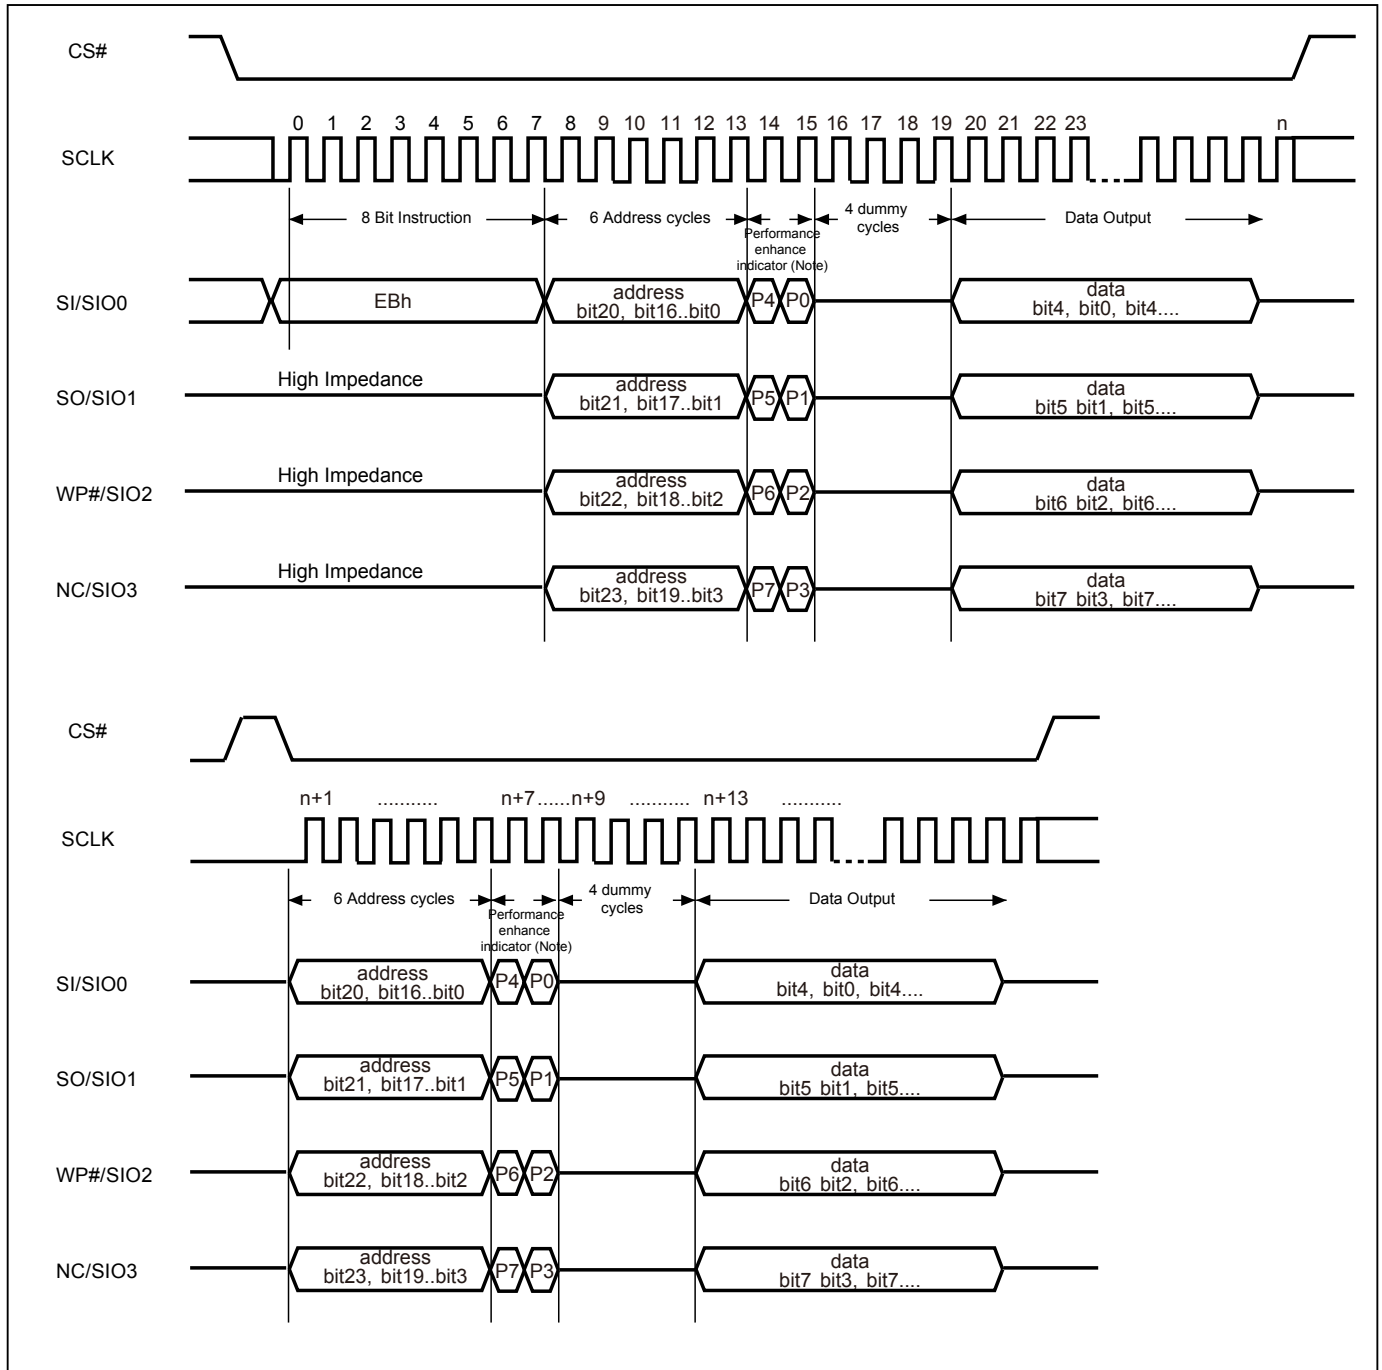 CS#
0 1 2 3 4 5 6 7 8 9 10 11 12 13 14 15 16 17 18 19 20 21 22 23 n
SCLK
8 Bit Instruction
6 Address cycles
Performance
enhance
indicator (Note)
4 dummy
cycles
Data Output
SI/SIO0
EBh
address
bit20, bit16..bit0
P4 P0
data
bit4, bit0, bit4....
SO/SIO1
High Impedance
address
bit21, bit17..bit1
P5 P1
data
bit5 bit1, bit5....
WP#/SIO2
High Impedance
address
bit22, bit18..bit2
P6 P2
data
bit6 bit2, bit6....
NC/SIO3
High Impedance
address
bit23, bit19..bit3
P7 P3
data
bit7 bit3, bit7....
CS#
n+1 ........... n+7......n+9 ........... n+13 ...........
SCLK
6 Address cycles
Performance
enhance
indicator (Note)
4 dummy
cycles
Data Output
SI/SIO0
address
bit20, bit16..bit0
P4 P0
data
bit4, bit0, bit4....
SO/SIO1
address
bit21, bit17..bit1
P5 P1
data
bit5 bit1, bit5....
WP#/SIO2
address
bit22, bit18..bit2
P6 P2
data
bit6 bit2, bit6....
NC/SIO3
address
bit23, bit19..bit3
P7 P3
data
bit7 bit3, bit7....